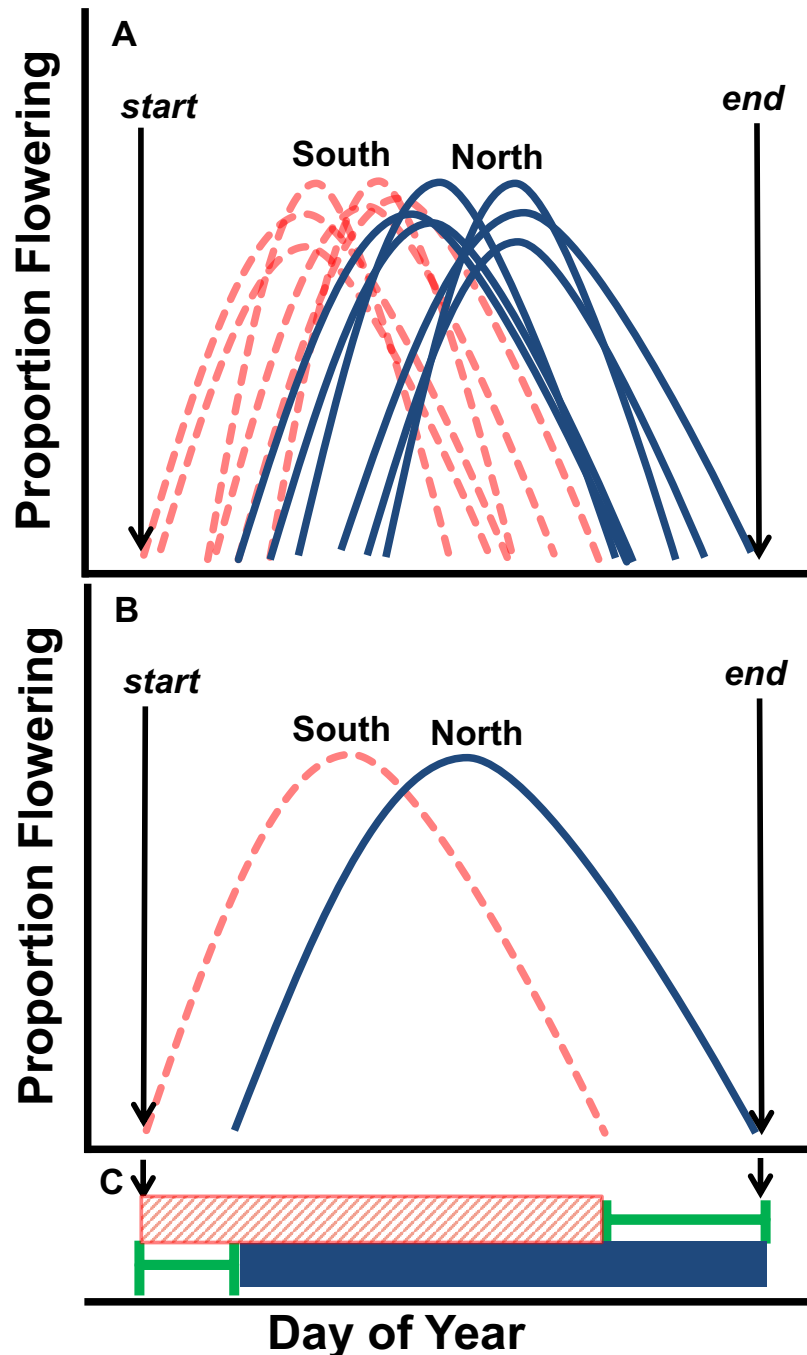 A
start
end
South
North
Proportion Flowering
B
start
end
South
North
Proportion Flowering
C
Day of Year